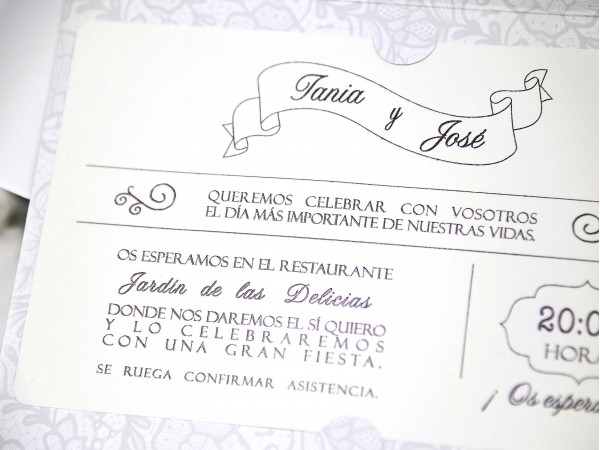 Tania y José
QUEREMOS CELEBRAR CON VOSOTROS
EL DÍA MÁS IMPORTANTE DE NUESTRAS VIDAS.
OS ESPERAMOS EN EL RESTAURANTE
Jardín de las Delicias
DONDE NOS DAREMOS EL SÍ QUIERO
Y LO CELEBRAREMOS
CON UNA GRAN FIESTA.
SE RUEGA CONFIRMAR ASISTENCIA.
20:0
HORA
¡ Os espera